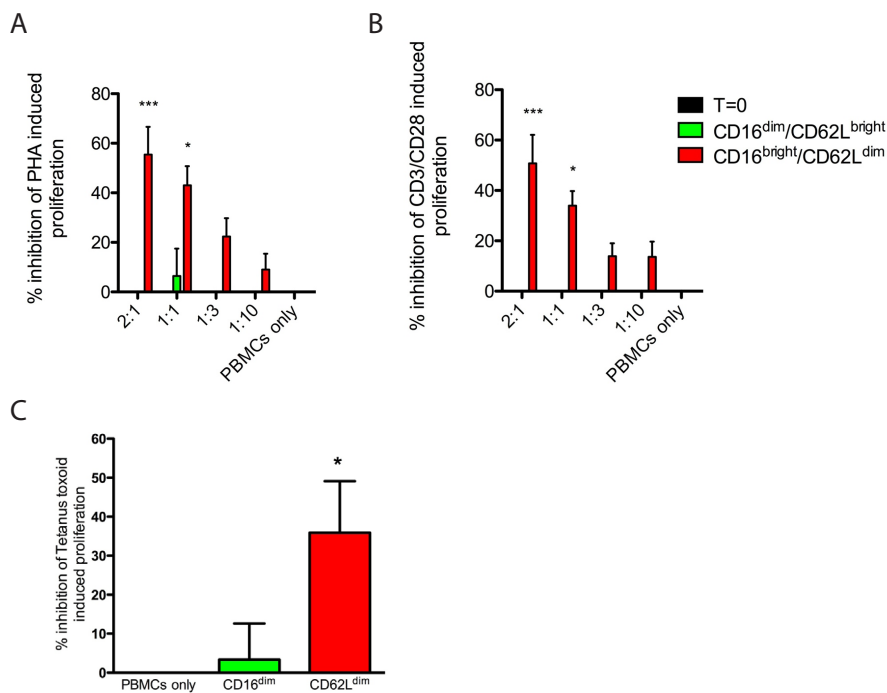 A
% inhibition of PHA induced
proliferation
80
60
40
20
0
***
*
2:1
1:1
1:3
1:10
PBMCs only
B
% inhibition of CD3/CD28 induced
proliferation
80
60
40
20
0
***
*
2:1
1:1
1:3
1:10
PBMCs only
T=0
CD16dim/CD62Lbright
CD16bright/CD62Ldim
C
% inhibition of Tetanus toxoid
induced proliferation
60
50
40
30
20
10
0
*
PBMCs only
CD16dim
CD62Ldim